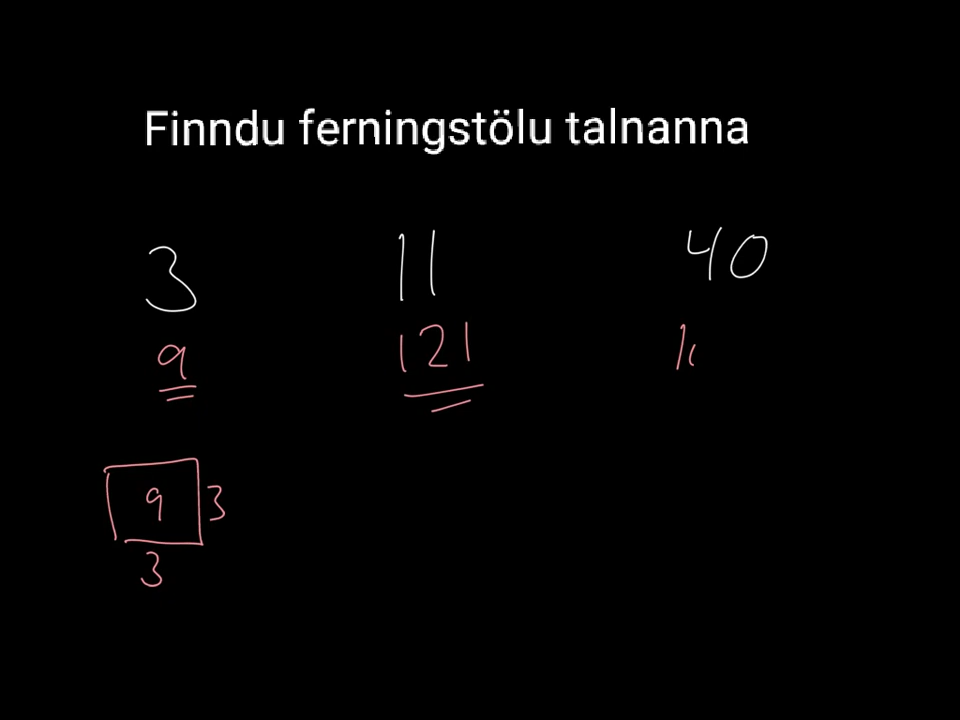 Finndu ferningstölu talnanna
3 11 40
9 121
9 3
3